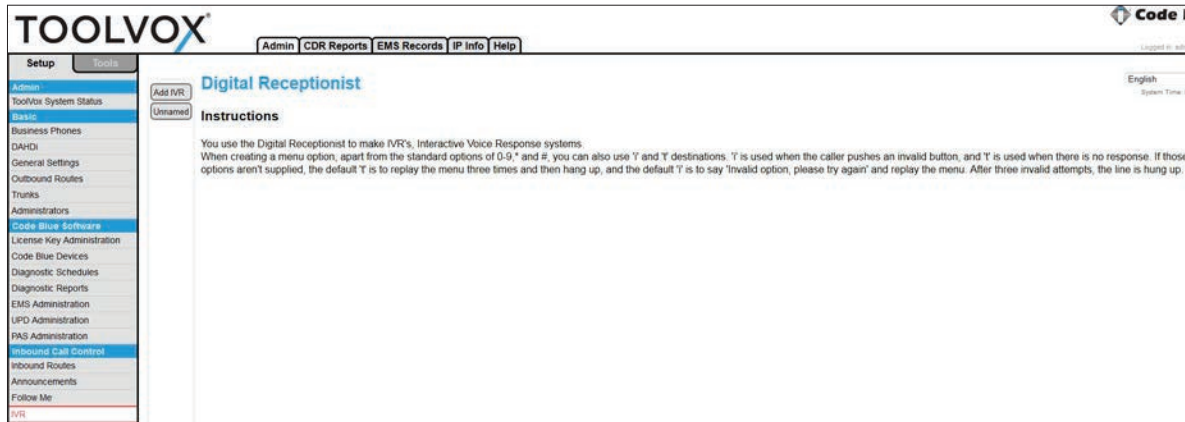 TOOLVOX
Code
Admin CDR Reports EMS Records IP Info Help
Logged in:
Setup Tools
Admin
ToolVox System Status
Basic
Business Phones
DAHDi
General Settings
Outbound Routes
Trunks
Administrators
Code Blue Software
License Key Administration
Code Blue Devices
Diagnostic Schedules
Diagnostic Reports
EMS Administration
UPD Administration
PAS Administration
Inbound Call Control
Inbound Routes
Announcements
Follow Me
IVR
Add IVR
Unnamed
Digital Receptionist
English
System Time:
Instructions
You use the Digital Receptionist to make IVR's, Interactive Voice Response systems.
When creating a menu option, apart from the standard options of 0-9,* and #, you can also use 'i' and 't' destinations. 'i' is used when the caller pushes an invalid button, and 't' is used when there is no response. If those
options aren't supplied, the default 't' is to replay the menu three times and then hang up, and the default 'i' is to say 'Invalid option, please try again' and replay the menu. After three invalid attempts, the line is hung up.